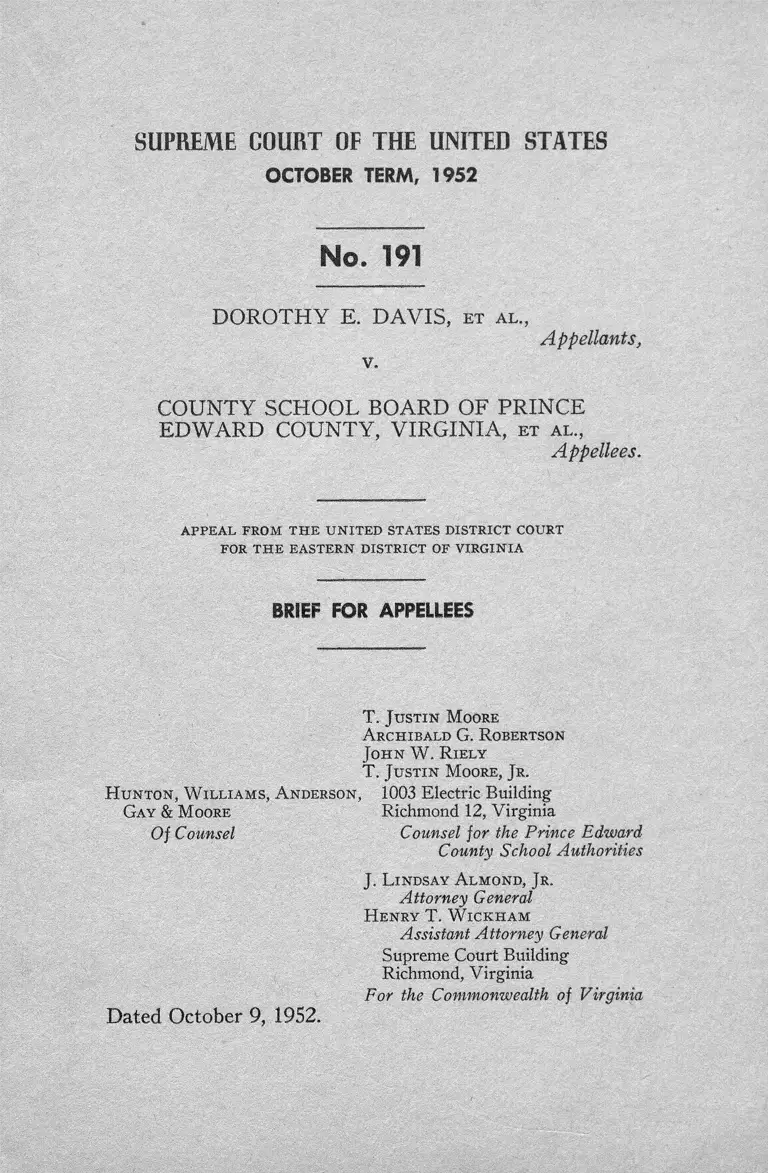 SUPREME COURT OF THE UNITED STATES
OCTOBER TERM, 1952
No. 191
DOROTHY E. DAVIS, ET AL.,
Appellants,
v.
COUNTY SCHOOL BOARD OF PRINCE
EDWARD COUNTY, VIRGINIA, ET AL.,
Appellees.
APPEAL FROM THE UNITED STATES DISTRICT COURT
FOR THE EASTERN DISTRICT OF VIRGINIA
BRIEF FOR APPELLEES
T. JUSTIN MOORE
ARCHIBALD G. ROBERTSON
JOHN W. RIELY
T. JUSTIN MOORE, JR.
HUNTON, WILLIAMS, ANDERSON, 1003 Electric Building
GAY & MOORE Richmond 12, Virginia
Of Counsel Counsel for the Prince Edward
County School Authorities
J. LINDSAY ALMOND, JR.
Attorney General
HENRY T. WICKHAM
Assistant Attorney General
Supreme Court Building
Richmond, Virginia
For the Commonwealth of Virginia
Dated October 9, 1952.